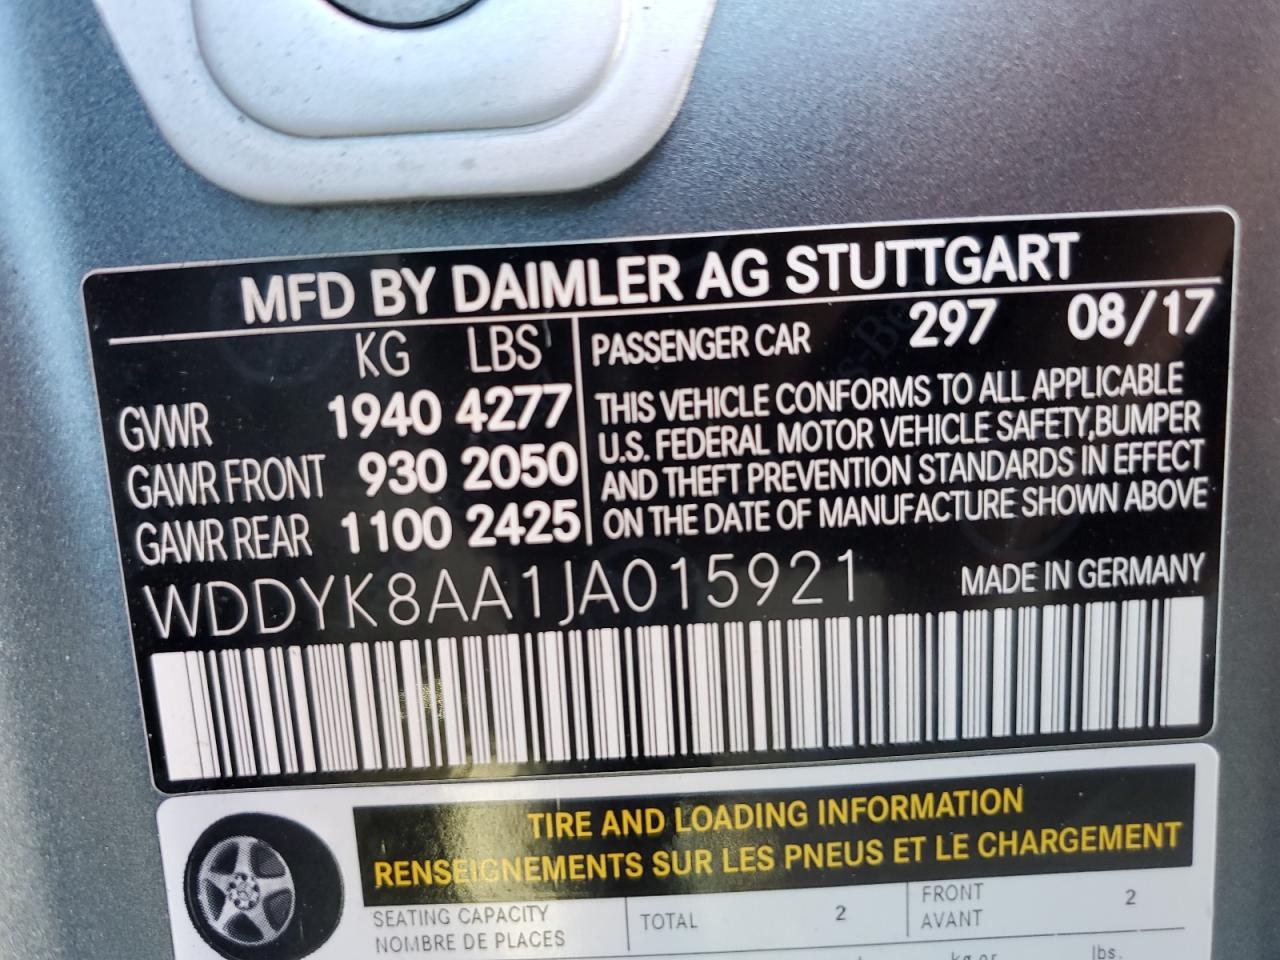 MFD BY DAIMLER AG STUTTGART
KG LBS PASSENGER CAR 297 08/17
GVWR 1940 4277
GAWR FRONT 930 2050
GAWR REAR 1100 2425
THIS VEHICLE CONFORMS TO ALL APPLICABLE
U.S. FEDERAL MOTOR VEHICLE SAFETY,BUMPER
AND THEFT PREVENTION STANDARDS IN EFFECT
ON THE DATE OF MANUFACTURE SHOWN ABOVE
WDDYK8AA1JA015921 MADE IN GERMANY
TIRE AND LOADING INFORMATION
RENSEIGNEMENTS SUR LES PNEUS ET LE CHARGEMENT
SEATING CAPACITY
NOMBRE DE PLACES
TOTAL 2
FRONT
AVANT
2
kg or lbs.